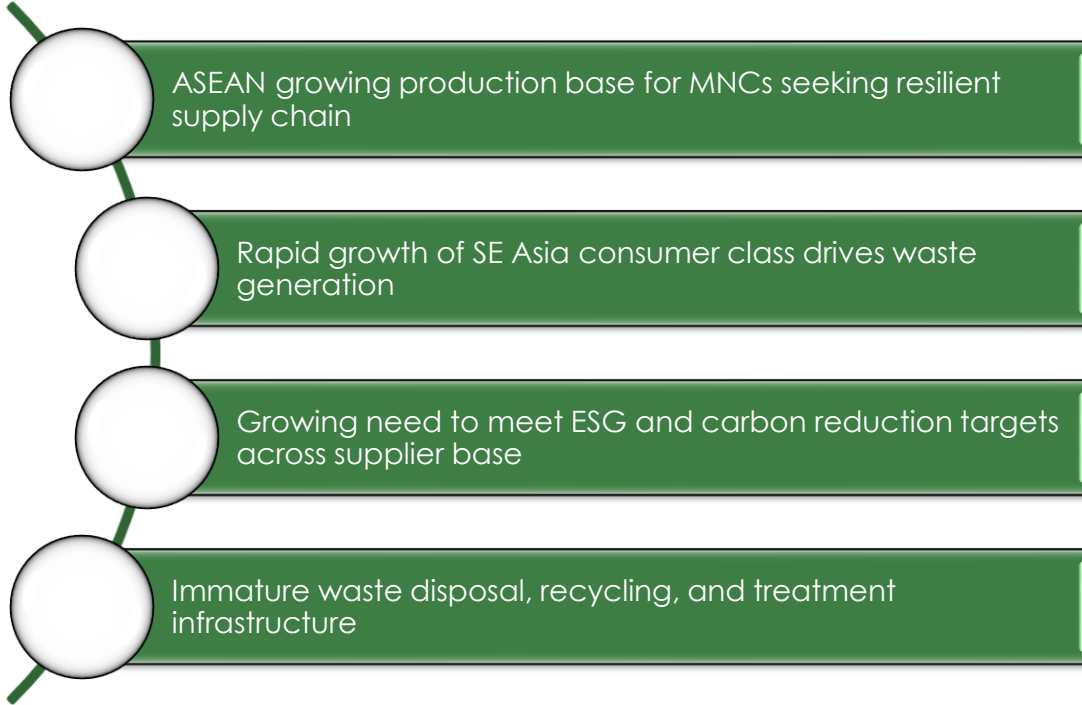 ASEAN growing production base for MNCs seeking resilient
supply chain
Rapid growth of SE Asia consumer class drives waste
generation
Growing need to meet ESG and carbon reduction targets
across supplier base
Immature waste disposal, recycling, and treatment
infrastructure